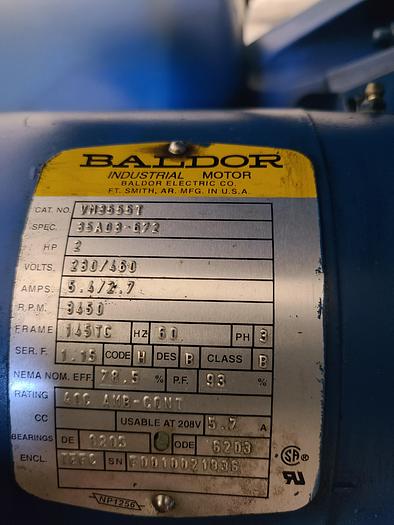 BALDOR
INDUSTRIAL MOTOR
BALDOR ELECTRIC CO.
FT. SMITH, AR. MFG. IN U.S.A.
CAT. NO. VM3555T
SPEC. 35A03-672
HP 2
VOLTS. 230/460
AMPS. 5.4/2.7
R.P.M. 3450
FRAME 145TC HZ 60 PH 3
SER. F. 1.15 CODE H DES B CLASS B
NEMA NOM. EFF. 78.5 % P.F. 93 %
RATING 40C AMB-CONT
CC USABLE AT 208V 5.7 A
BEARINGS DE ODE 6203
ENCL. TEFC SN
SA
NP1256